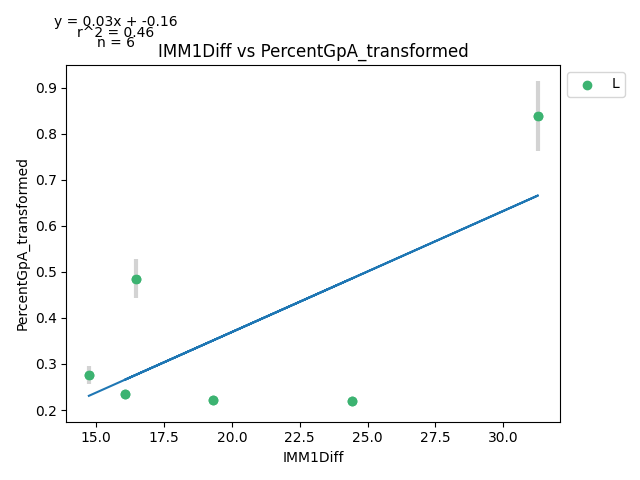 y = 0.03x + -0.16
r^2 = 0.46
n = 6
IMM1Diff vs PercentGpA_transformed
L
PercentGpA_transformed
0.9
0.8
0.7
0.6
0.5
0.4
0.3
0.2
15.0 17.5 20.0 22.5 25.0 27.5 30.0
IMM1Diff